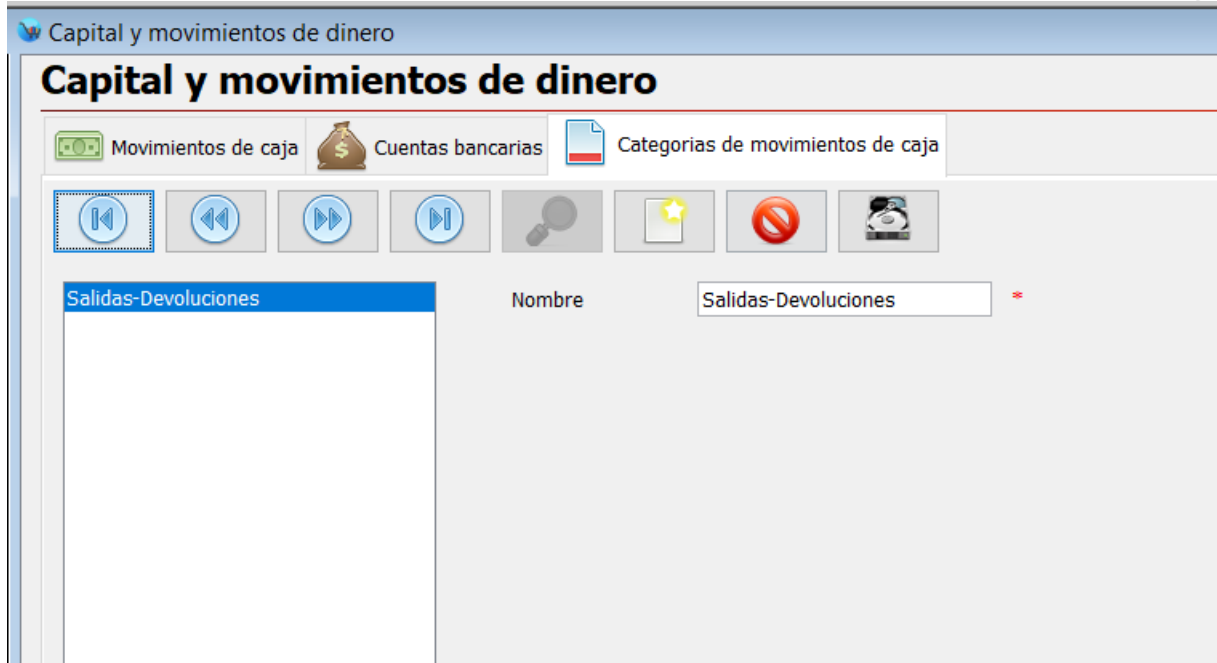 Capital y movimientos de dinero
Capital y movimientos de dinero
Movimientos de caja
Cuentas bancarias
Categorias de movimientos de caja
Salidas-Devoluciones
Nombre
Salidas-Devoluciones *